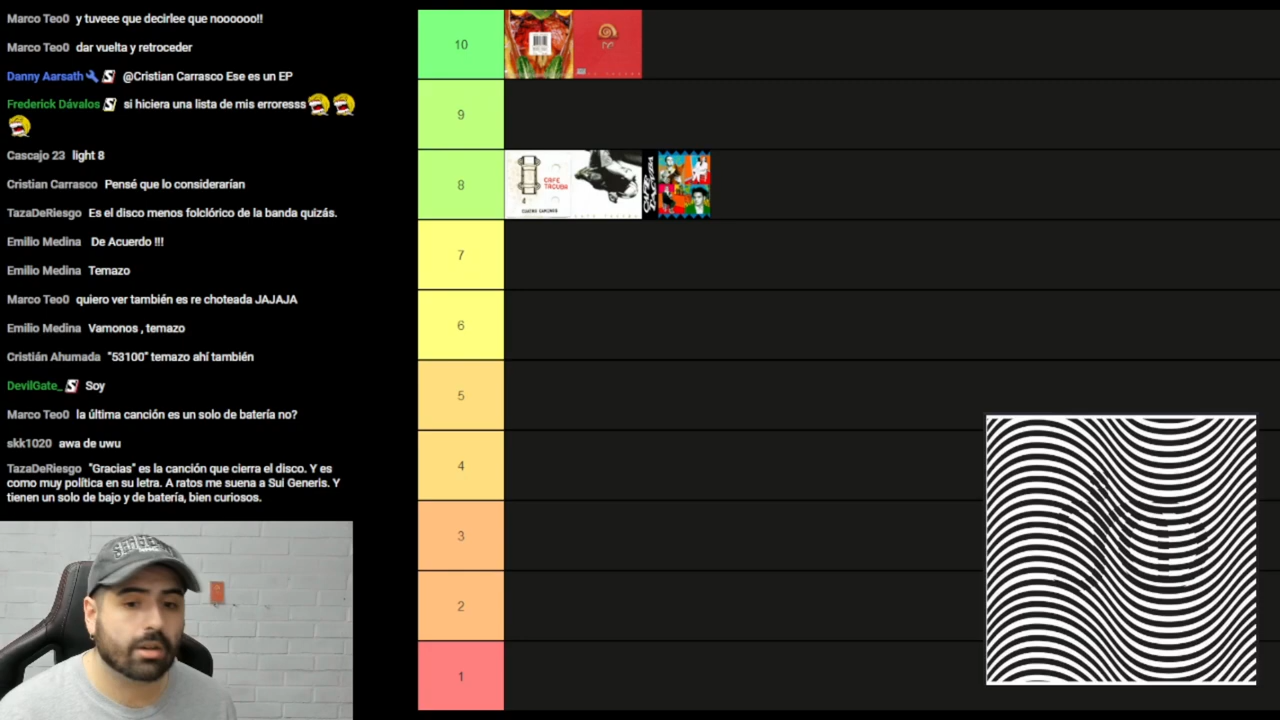 Marco Teo0 y tuveee que decirlee que noooooo!!
Marco Teo0 dar vuelta y retroceder
Danny Aarsath @Cristian Carrasco Ese es un EP
Frederick Dávalos si hiciera una lista de mis erroresss
Cascajo 23 light 8
Cristian Carrasco Pensé que lo considerarían
TazaDeRiesgo Es el disco menos folclórico de la banda quizás.
Emilio Medina De Acuerdo !!!
Emilio Medina Temazo
Marco Teo0 quiero ver también es re choteada JAJAJA
Emilio Medina Vamonos , temazo
Cristián Ahumada "53100" temazo ahí también
DevilGate_ Soy
Marco Teo0 la última canción es un solo de batería no?
skk1020 awa de uwu
TazaDeRiesgo "Gracias" es la canción que cierra el disco. Y es
como muy política en su letra. A ratos me suena a Sui Generis. Y
tienen un solo de bajo y de batería, bien curiosos.
10
9
8
CAFE
TACUBA
4
CUATRO CAMINOS
7
6
5
4
3
2
1